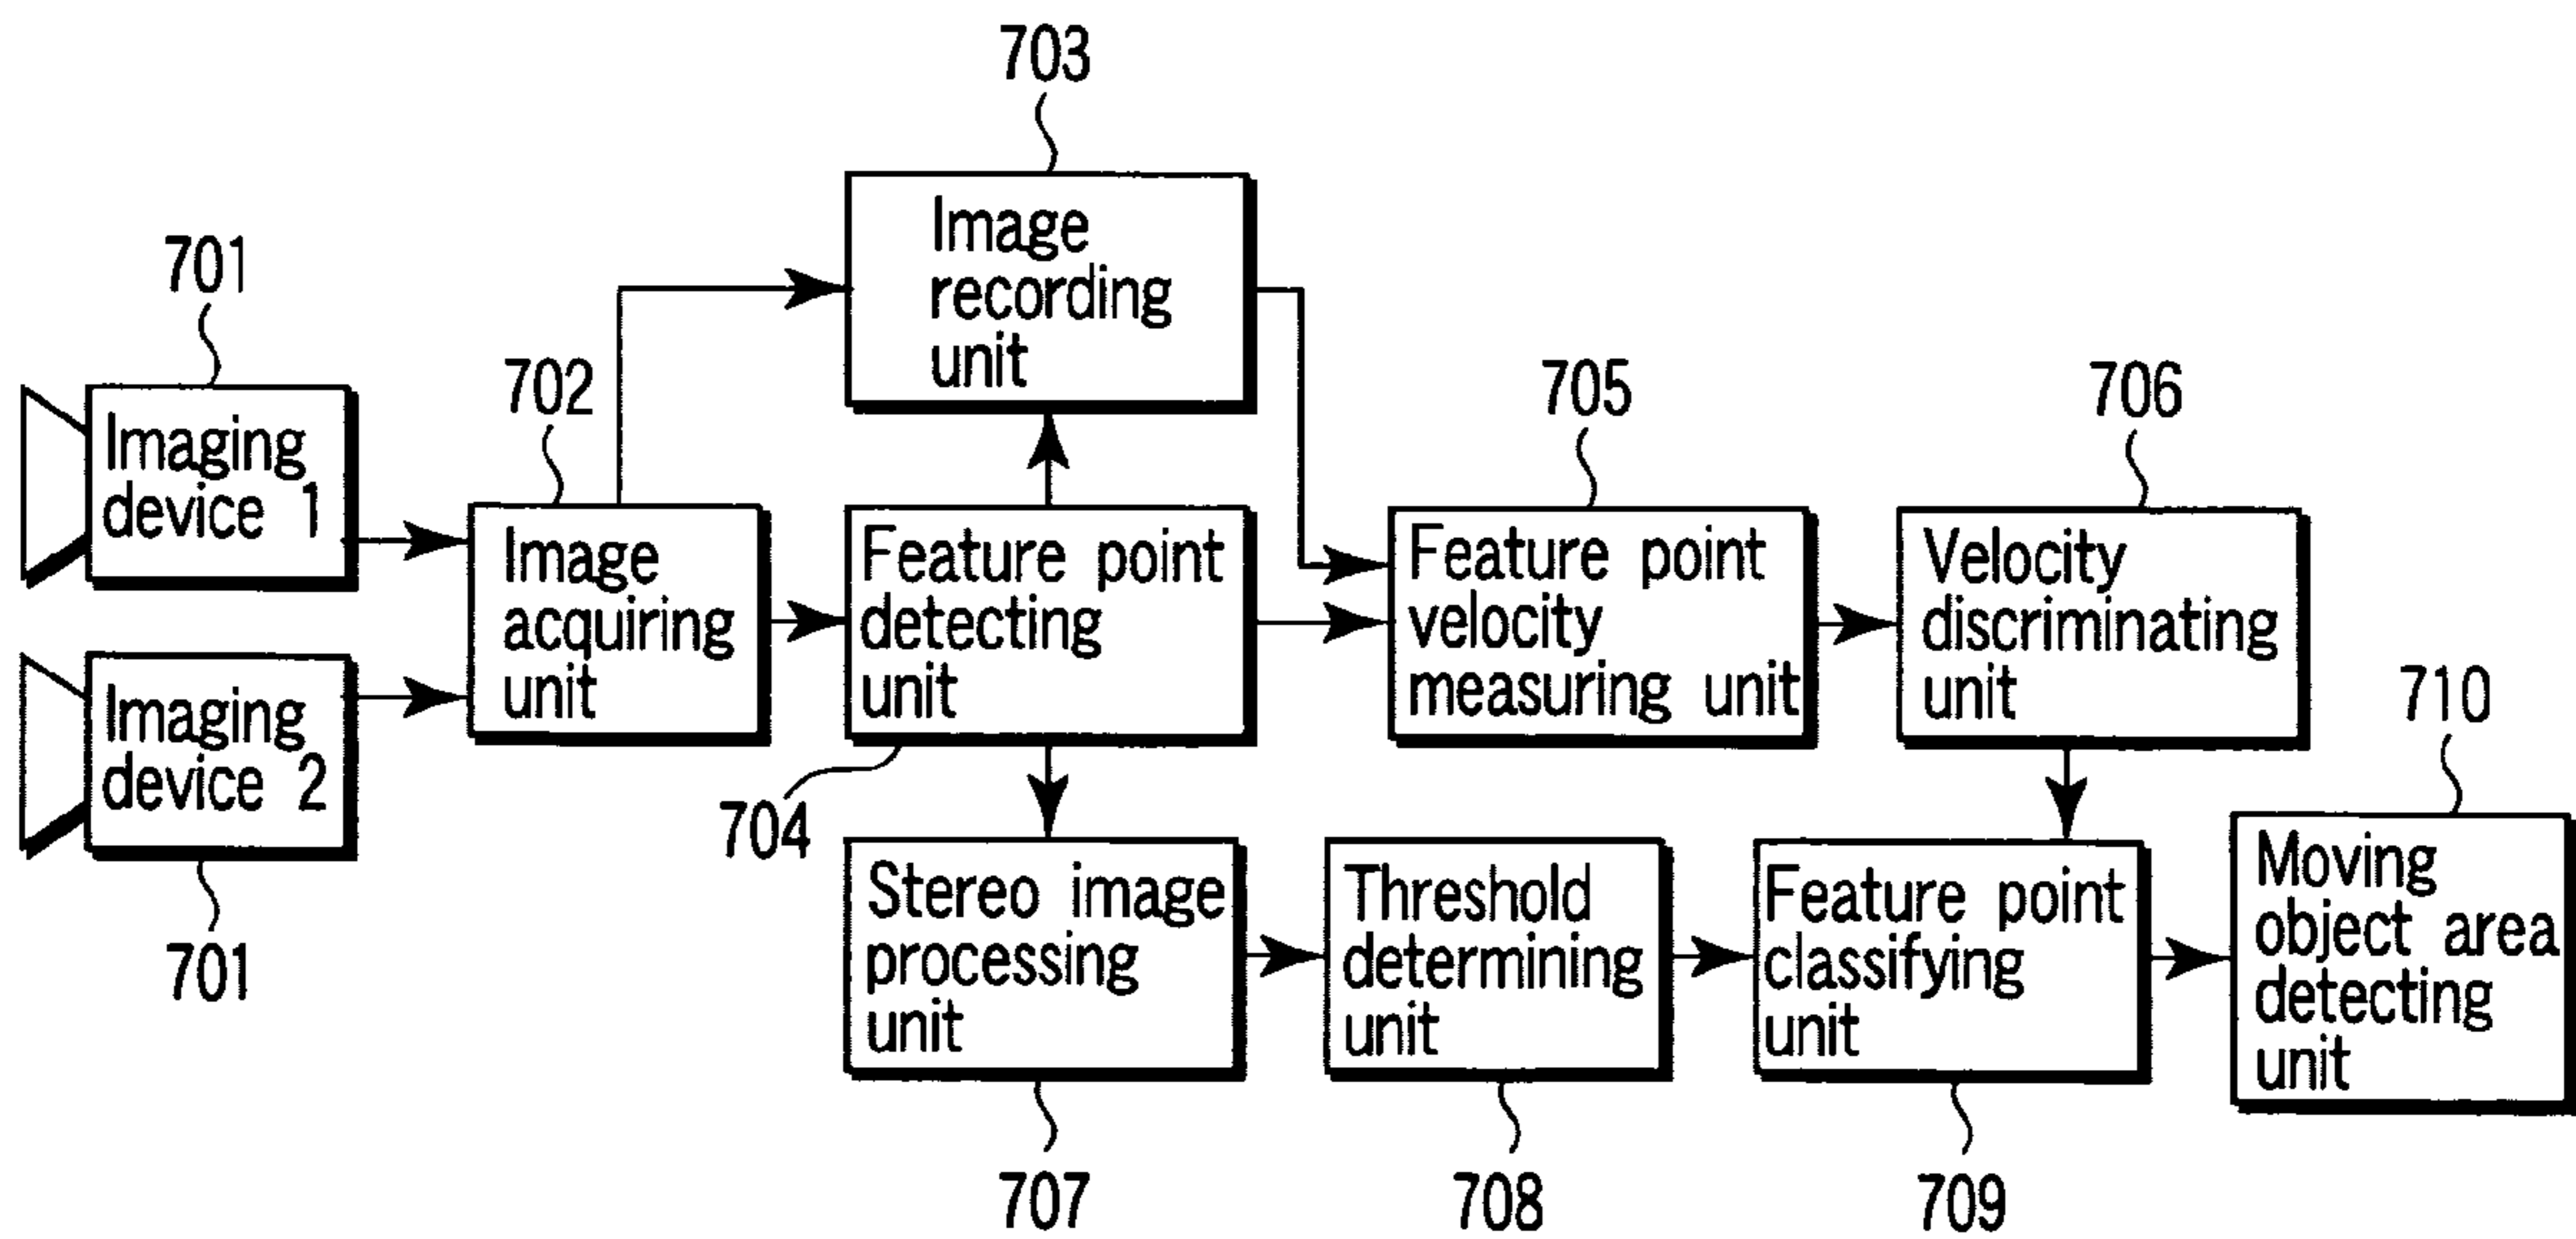 703
Image
recording
unit
701
Imaging
device 1
702
Image
acquiring
unit
Imaging
device 2
701
Feature point
detecting
unit
704
705
Feature point
velocity
measuring unit
706
Velocity
discriminating
unit
Stereo image
processing
unit
707
Threshold
determining
unit
708
Feature point
classifying
unit
709
710
Moving
object area
detecting
unit